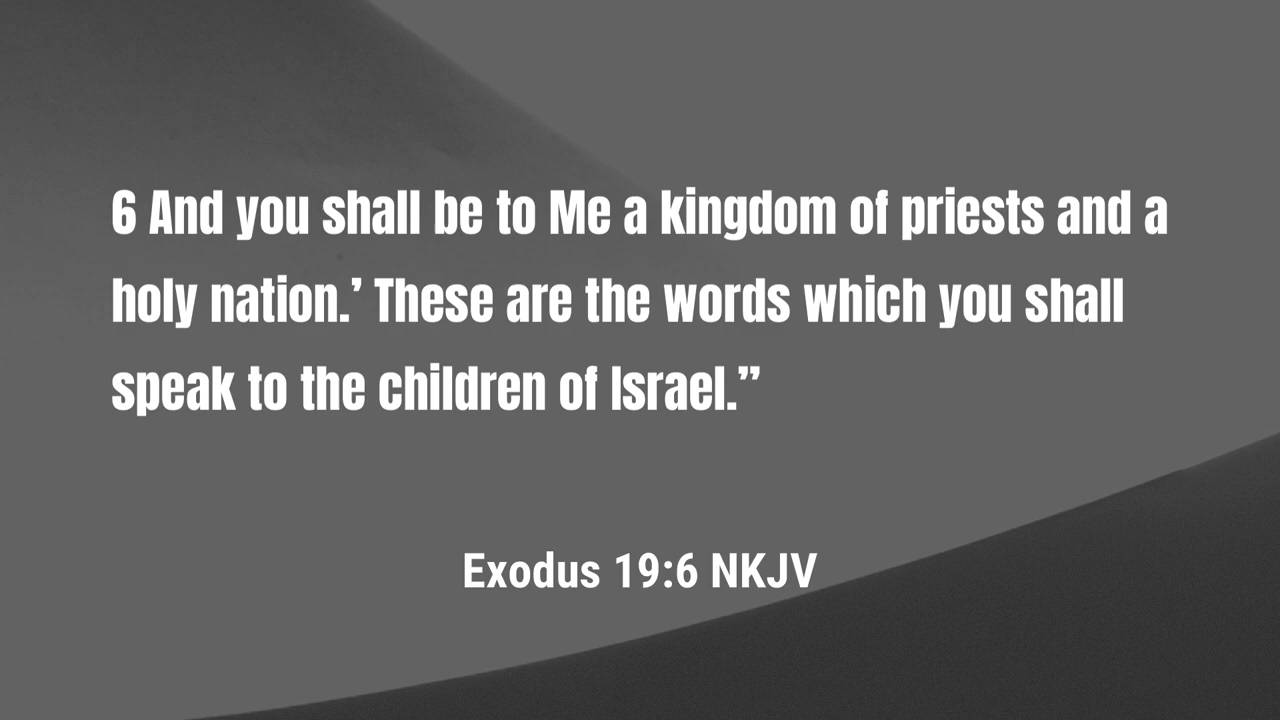 6 And you shall be to Me a kingdom of priests and a
holy nation.’ These are the words which you shall
speak to the children of Israel.”
Exodus 19:6 NKJV